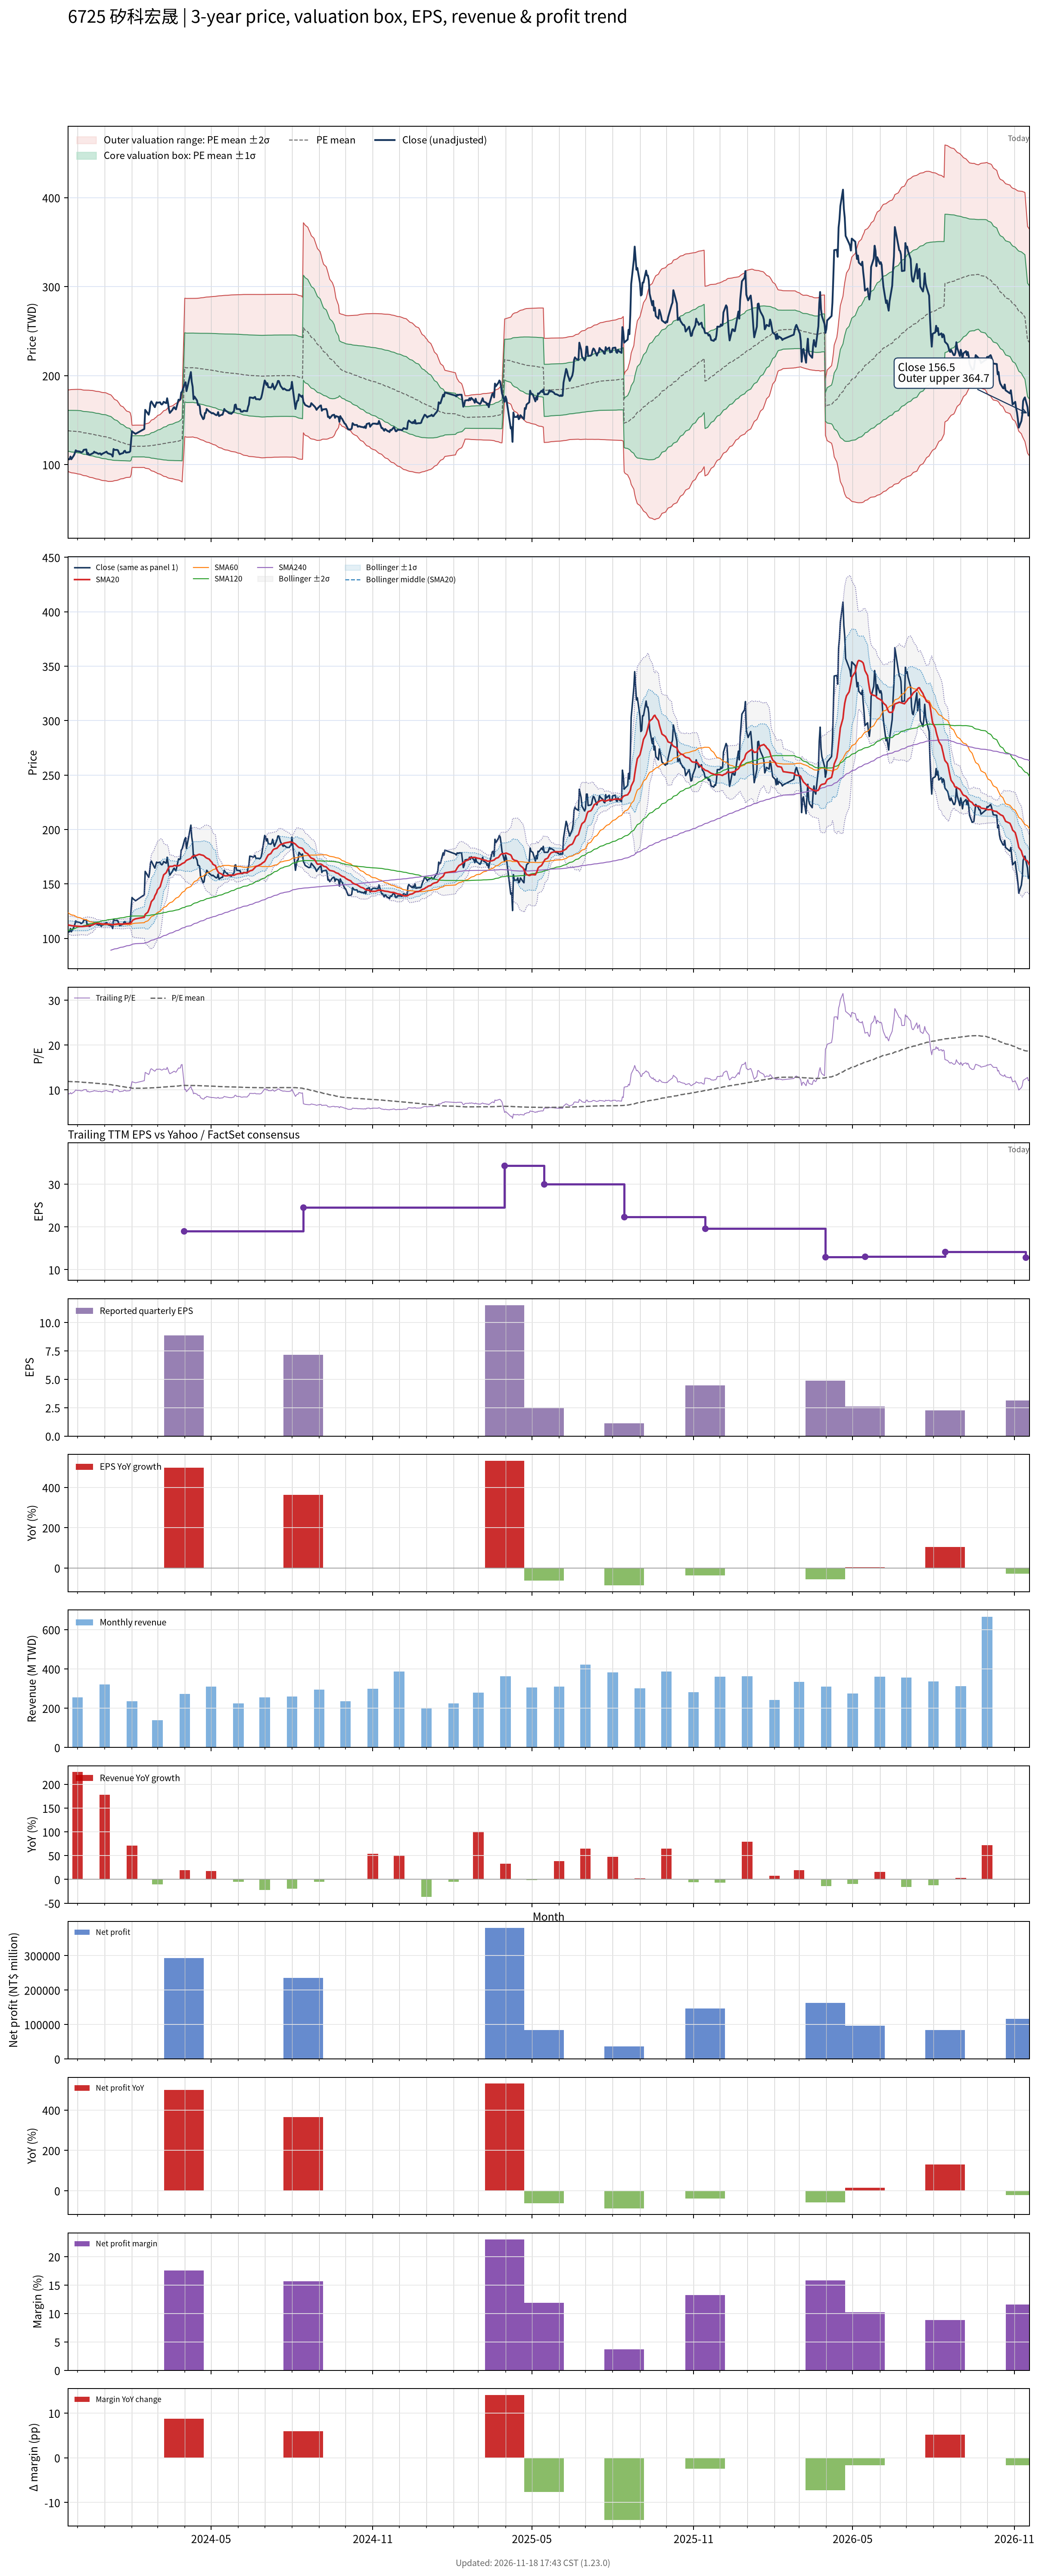 6725 矽科宏晟 | 3-year price, valuation box, EPS, revenue & profit trend
Outer valuation range: PE mean ±2σ
PE mean
Close (unadjusted)
Core valuation box: PE mean ±1σ
Today
400
300
200
100
Price (TWD)
Close 156.5
Outer upper 364.7
Close (same as panel 1)
SMA20
SMA60
SMA120
SMA240
Bollinger ±2σ
Bollinger ±1σ
Bollinger middle (SMA20)
450
400
350
300
250
200
150
100
Price
Trailing P/E
P/E mean
30
20
10
P/E
Trailing TTM EPS vs Yahoo / FactSet consensus
Today
30
20
10
EPS
Reported quarterly EPS
10.0
7.5
5.0
2.5
0.0
EPS
EPS YoY growth
400
200
0
YoY (%)
Monthly revenue
600
400
200
0
Revenue (M TWD)
Revenue YoY growth
200
150
100
50
0
-50
YoY (%)
Month
Net profit
300000
200000
100000
0
Net profit (NT$ million)
Net profit YoY
400
200
0
YoY (%)
Net profit margin
20
15
10
5
0
Margin (%)
Margin YoY change
10
0
-10
Δ margin (pp)
2024-05
2024-11
2025-05
2025-11
2026-05
2026-11
Updated: 2026-11-18 17:43 CST (1.23.0)